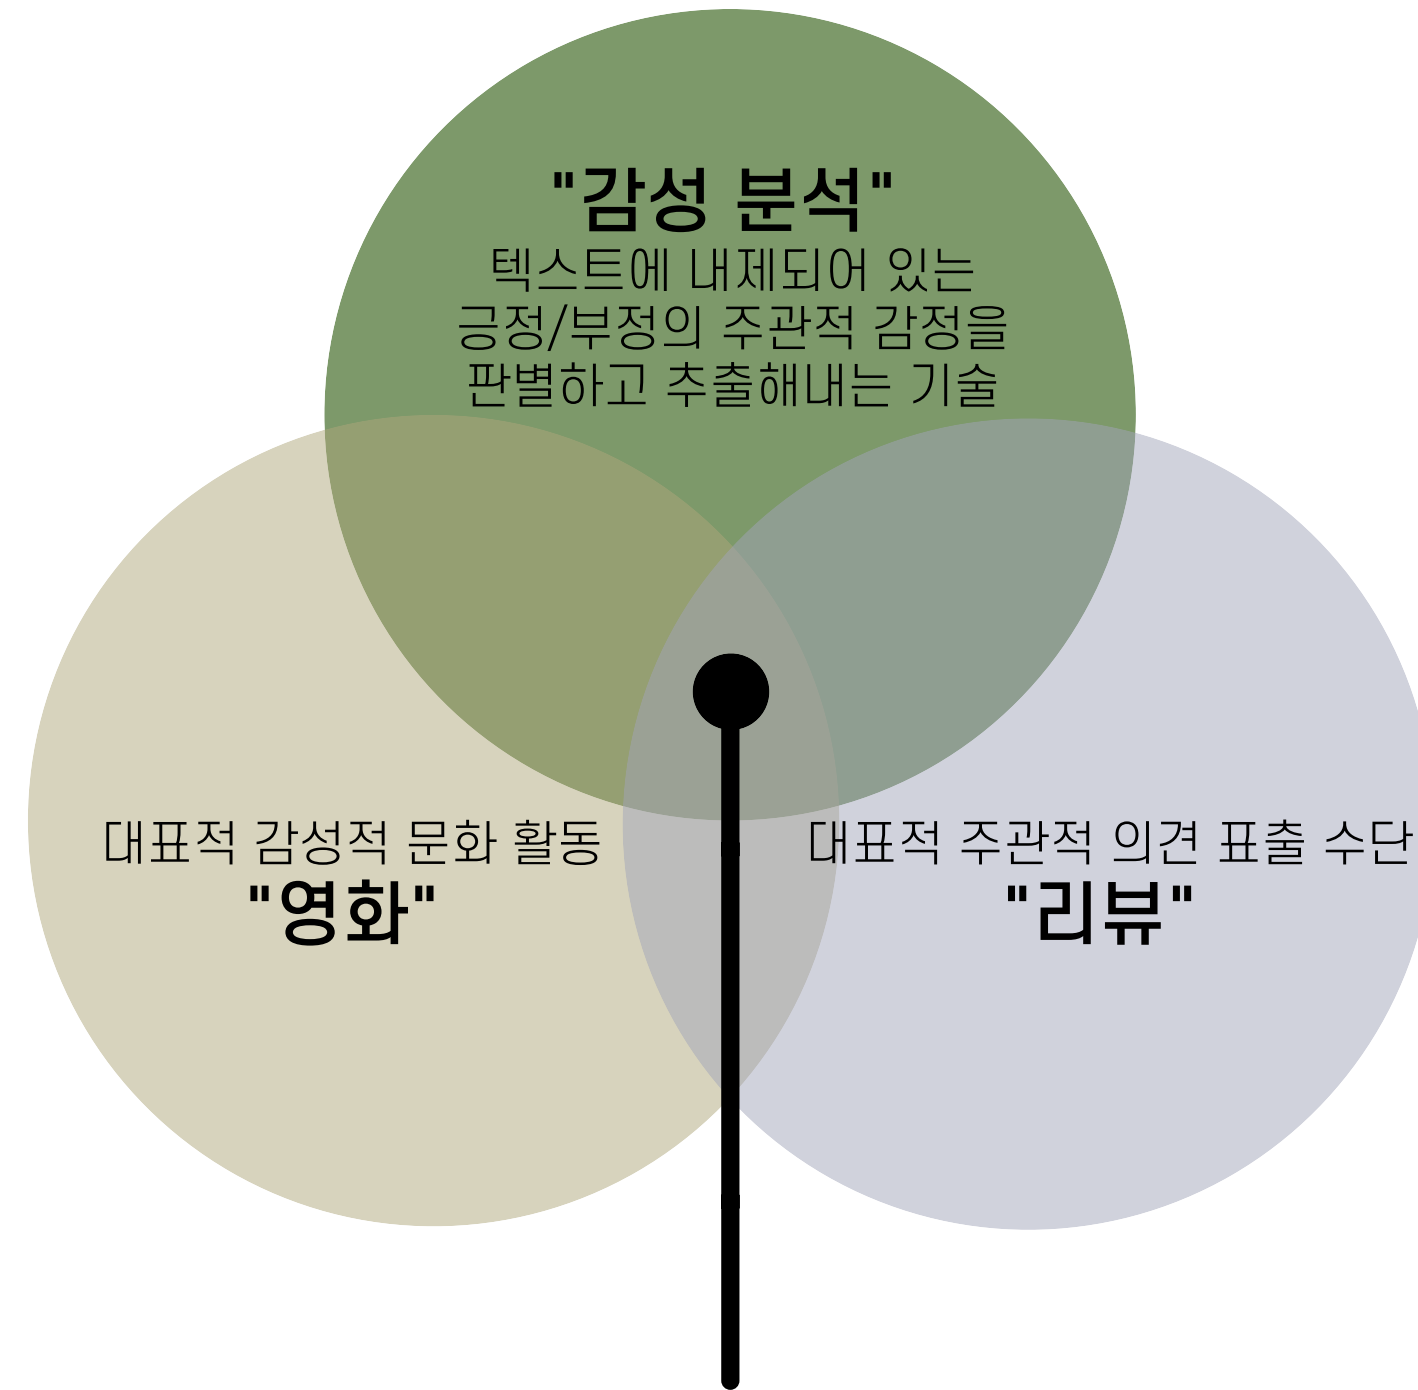 "감성 분석"
텍스트에 내제되어 있는
긍정/부정의 주관적 감정을
판별하고 추출해내는 기술
대표적 감성적 문화 활동
"영화"
대표적 주관적 의견 표출 수단
"리뷰"